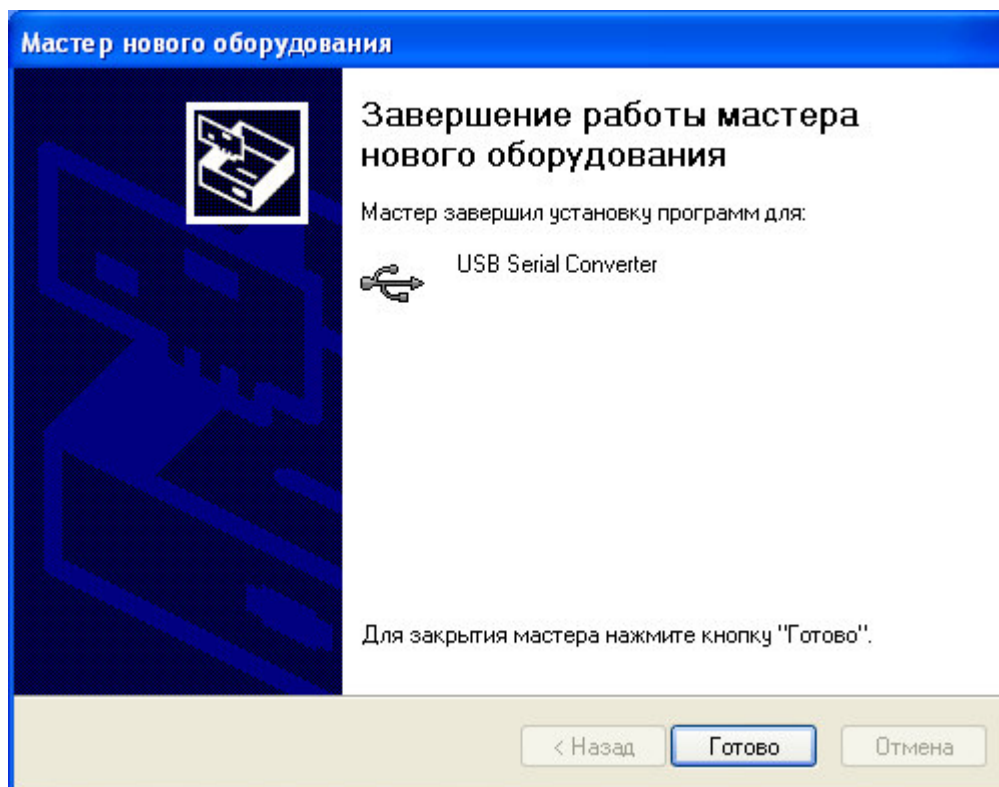 Мастер нового оборудования
Завершение работы мастера
нового оборудования
Мастер завершил установку программ для:
USB Serial Converter
Для закрытия мастера нажмите кнопку "Готово".
< Назад
Готово
Отмена